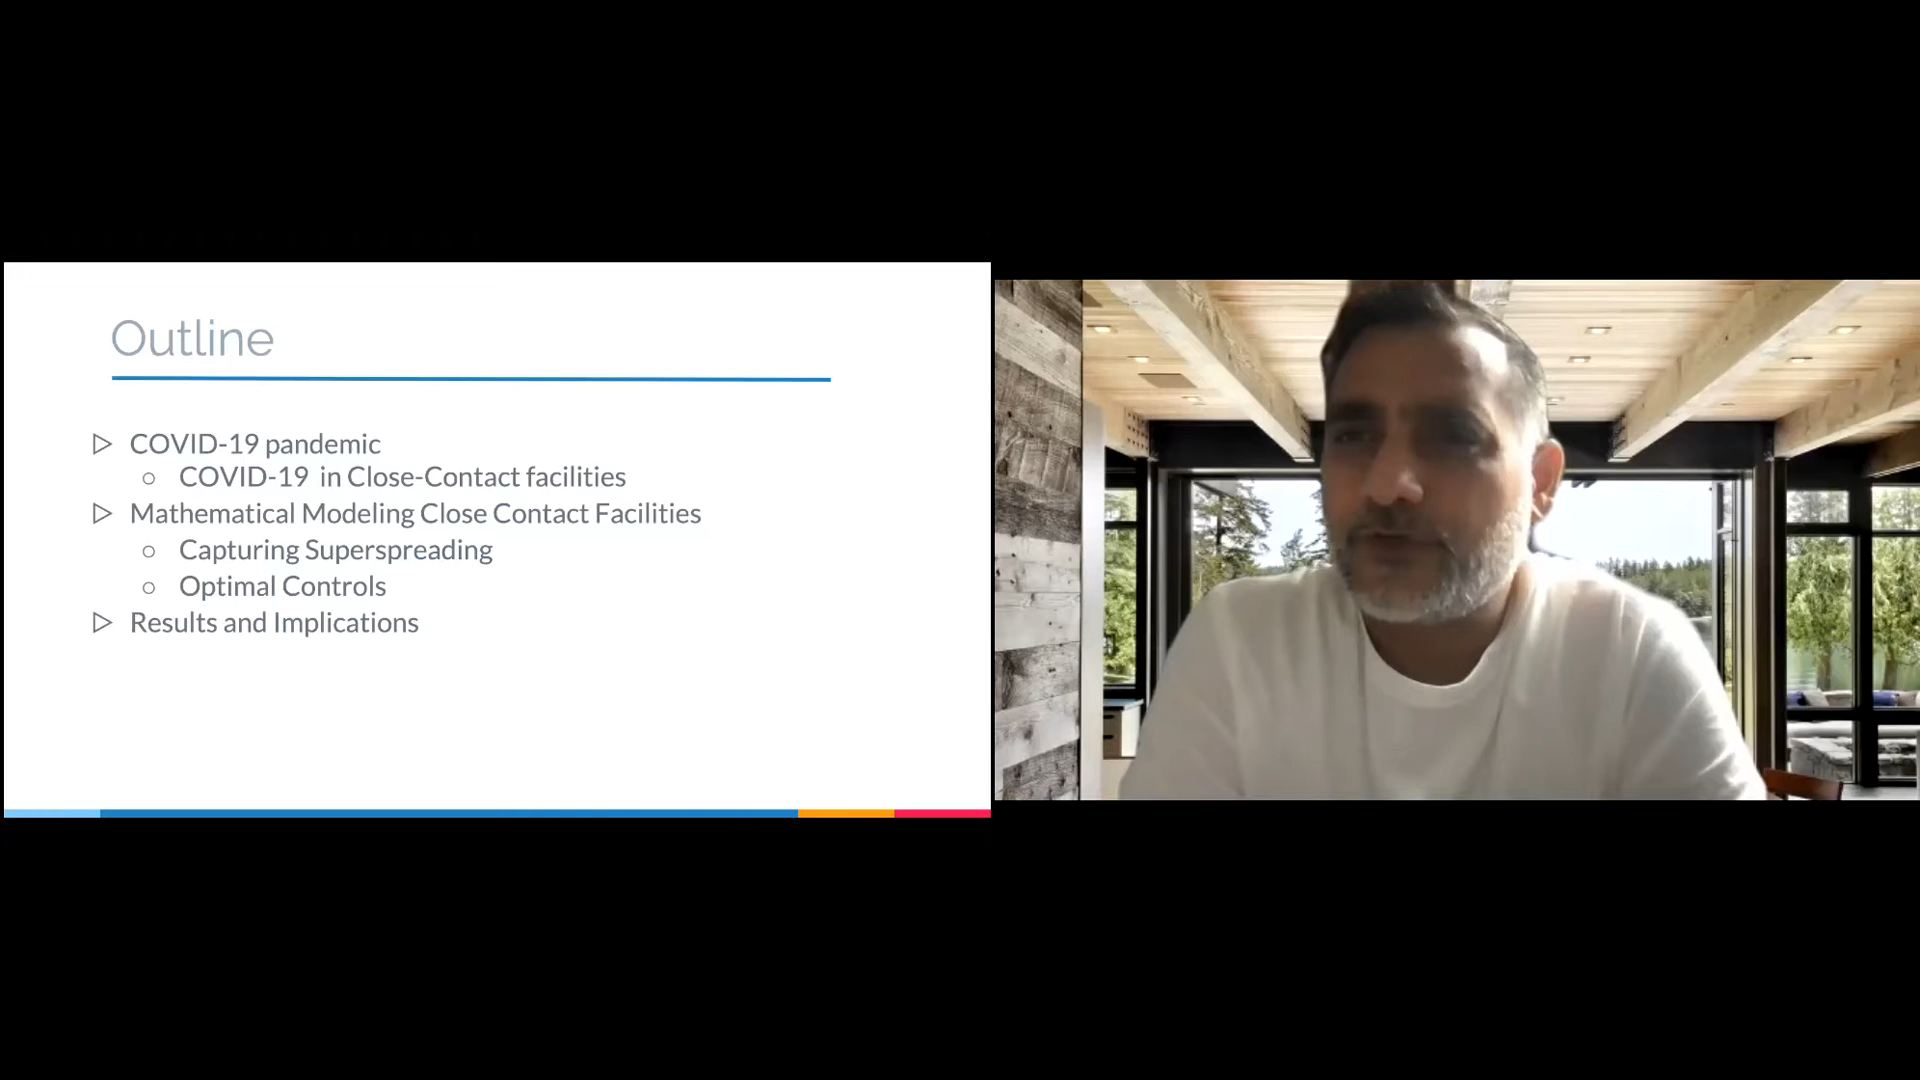 Outline
COVID-19 pandemic
COVID-19 in Close-Contact facilities
Mathematical Modeling Close Contact Facilities
Capturing Superspreading
Optimal Controls
Results and Implications